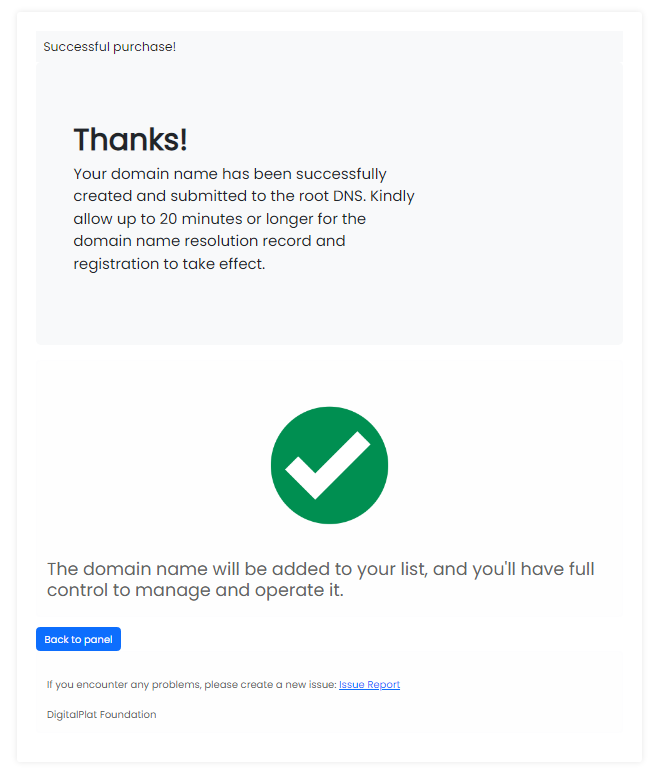 Successful purchase!
Thanks!
Your domain name has been successfully
created and submitted to the root DNS. Kindly
allow up to 20 minutes or longer for the
domain name resolution record and
registration to take effect.
The domain name will be added to your list, and you'll have full
control to manage and operate it.
Back to panel
If you encounter any problems, please create a new issue: Issue Report
DigitalPlat Foundation